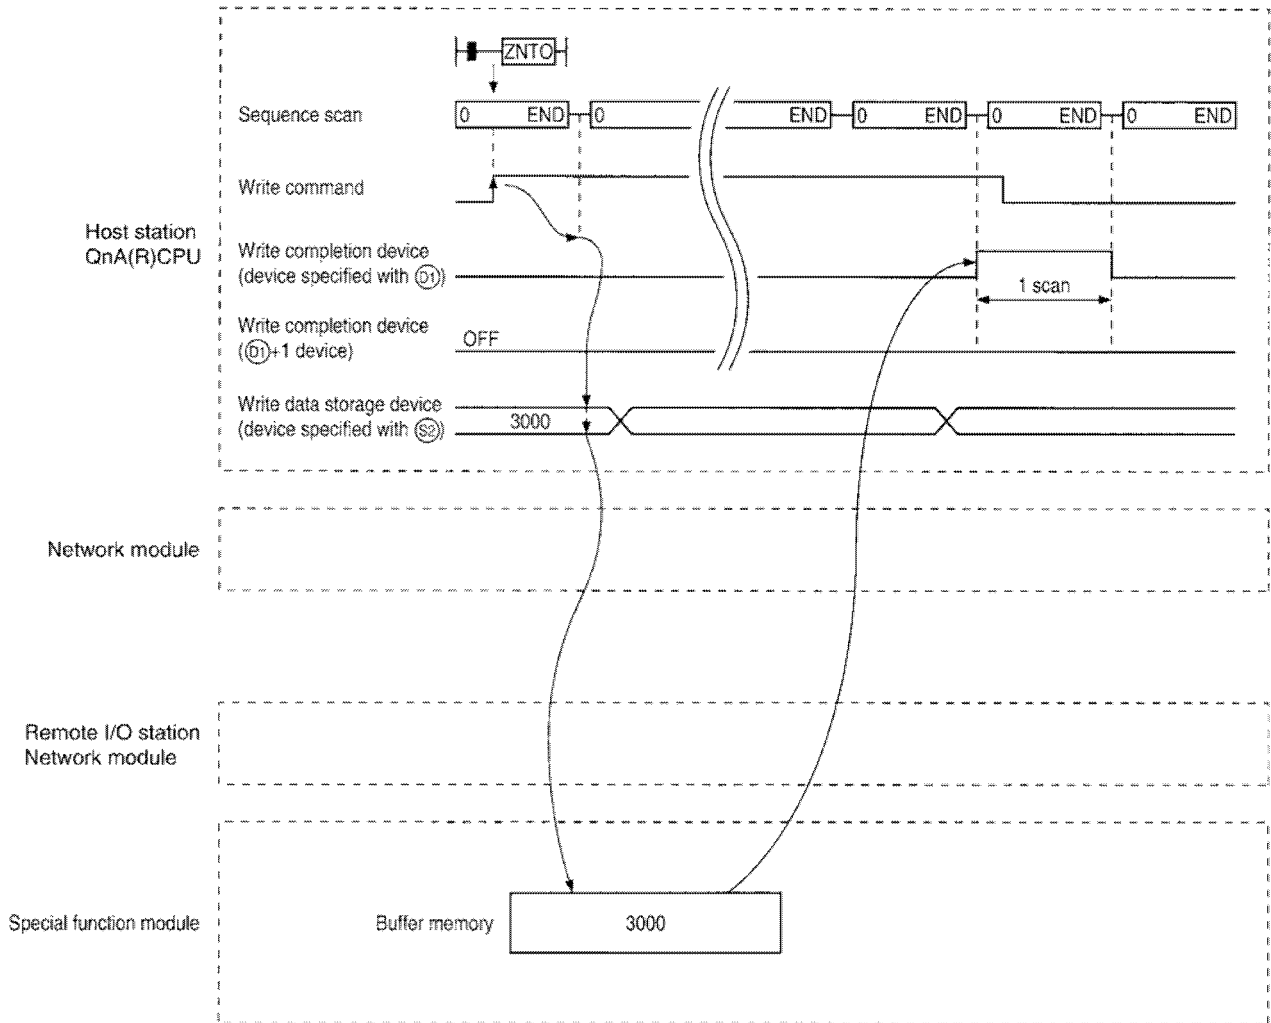 ZNTO
Sequence scan 0 END 0 END 0 END 0 END 0 END
Write command
Host station
QnA(R)CPU
Write completion device
(device specified with D1)
1 scan
Write completion device
(D1+1 device)
OFF
Write data storage device
(device specified with S2)
3000
Network module
Remote I/O station
Network module
Special function module
Buffer memory
3000